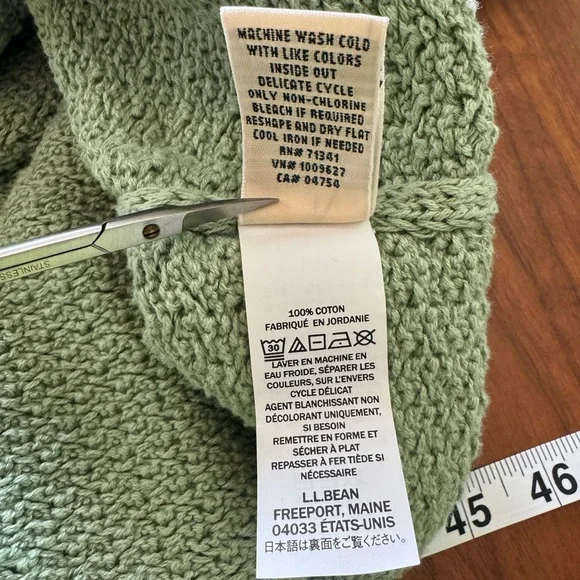 MACHINE WASH COLD
WITH LIKE COLORS
INSIDE OUT
DELICATE CYCLE
ONLY NON-CHLORINE
BLEACH IF REQUIRED
RESHAPE AND DRY FLAT
COOL IRON IF NEEDED
RN# 71341
VN# 1009627
CA# 04754
STAINLESS
100% COTON
FABRIQUÉ EN JORDANIE
30
LAVER EN MACHINE EN
EAU FROIDE, SÉPARER LES
COULEURS, SUR L'ENVERS
CYCLE DÉLICAT
AGENT BLANCHISSANT NON
DÉCOLORANT UNIQUEMENT,
SI BESOIN
REMETTRE EN FORME ET
SÉCHER À PLAT
REPASSER À FER TIÈDE SI
NÉCESSAIRE
L.L.BEAN
FREEPORT, MAINE
04033 ÉTATS-UNIS
日本語は裏面をご覧ください。
45 46